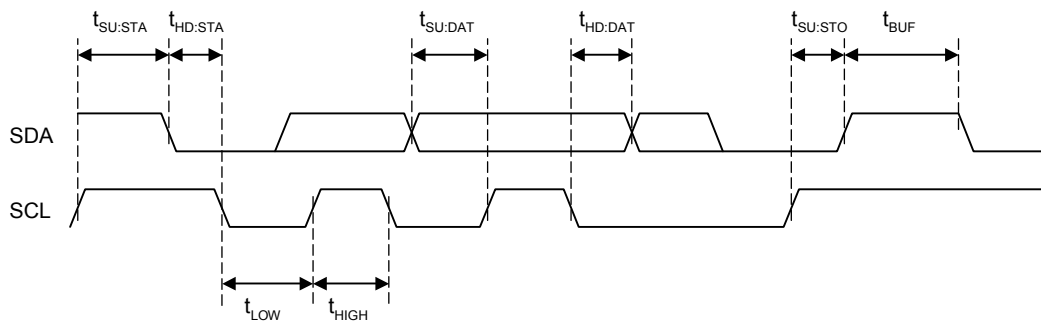 tSU:STA tHD:STA tSU:DAT tHD:DAT tSU:STO tBUF
SDA
SCL
tLOW tHIGH